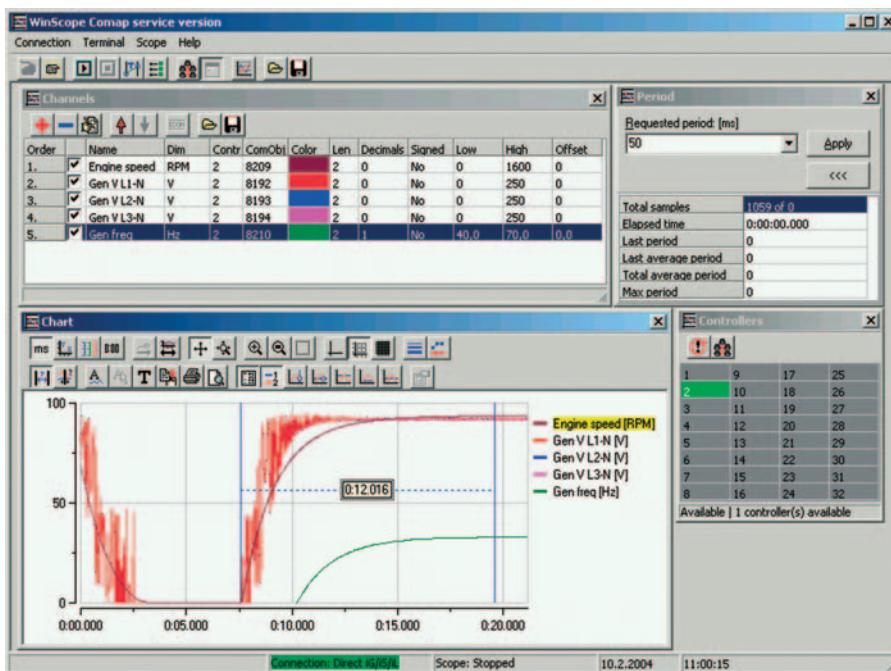 WinScope Comap service version
Connection Terminal Scope Help
Channels
Order Name Dim Contr ComObj Color Len Decimals Signed Low High Offset
1. Engine speed RPM 2 8209 2 0 No 0 1600 0
2. Gen V L1-N V 2 8192 2 0 No 0 250 0
3. Gen V L2-N V 2 8193 2 0 No 0 250 0
4. Gen V L3-N V 2 8194 2 0 No 0 250 0
5. Gen freq Hz 2 8210 2 1 No 40,0 70,0 0,0
Period
Requested period: [ms]
50
Apply
<<<
Total samples 1059 of 0
Elapsed time 0:00:00.000
Last period 0
Last average period 0
Total average period 0
Max period 0
Chart
ms 0:00
T
100
50
0
0:00.000 0:05.000 0:10.000 0:15.000 0:20.000
0:12.016
Engine speed [RPM]
Gen V L1-N [V]
Gen V L2-N [V]
Gen V L3-N [V]
Gen freq [Hz]
Controllers
1 9 17 25
2 10 18 26
3 11 19 27
4 12 20 28
5 13 21 29
6 14 22 30
7 15 23 31
8 16 24 32
Available | 1 controller(s) available
Connection: Direct iG/iS/iL Scope: Stopped 10.2.2004 11:00:15